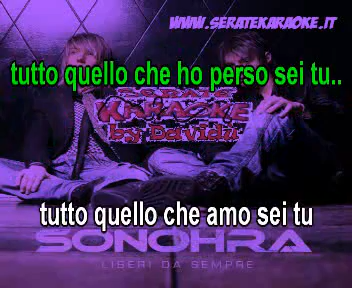 www.SERATEKARAOKE.IT
tutto quello che ho perso sei tu..
SERATE
KARAOKE
by Davidu
tutto quello che amo sei tu
SONOHRA
LIBERI DA SEMPRE